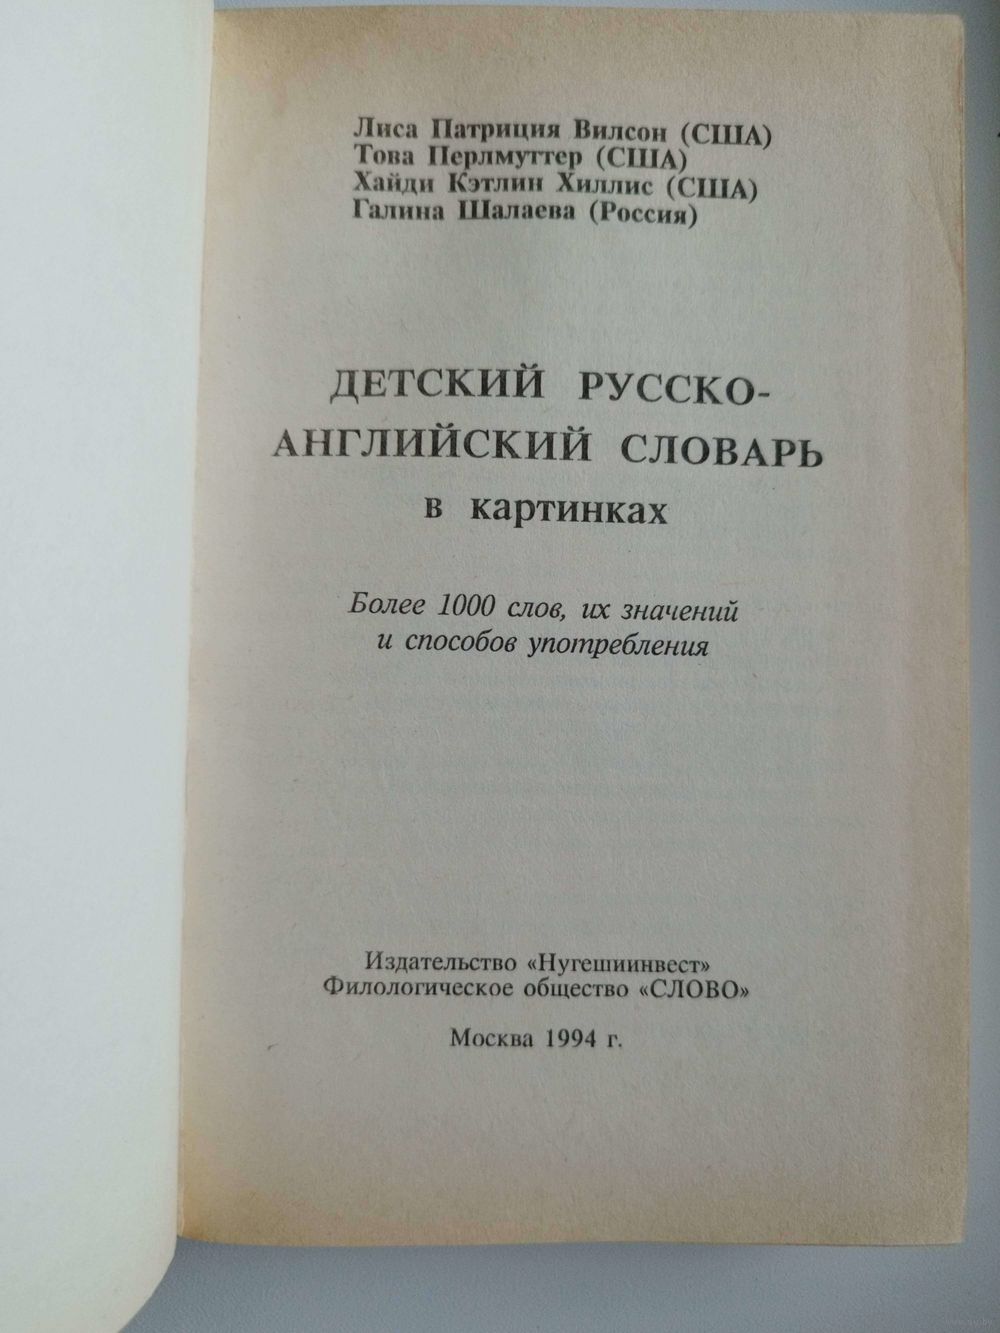 Лиса Патриция Вилсон (США)
Това Перлмуттер (США)
Хайди Кэтлин Хиллис (США)
Галина Шалаева (Россия)
ДЕТСКИЙ РУССКО-
АНГЛИЙСКИЙ СЛОВАРЬ
в картинках
Более 1000 слов, их значений
и способов употребления
Издательство «Нугешиинвест»
Филологическое общество «СЛОВО»
Москва 1994 г.